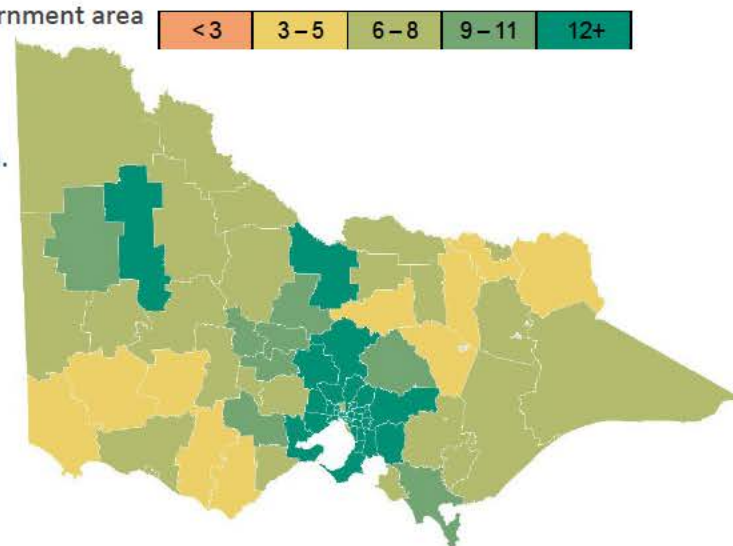 rnment area
< 3 3 – 5 6 – 8 9 – 11 12+
.